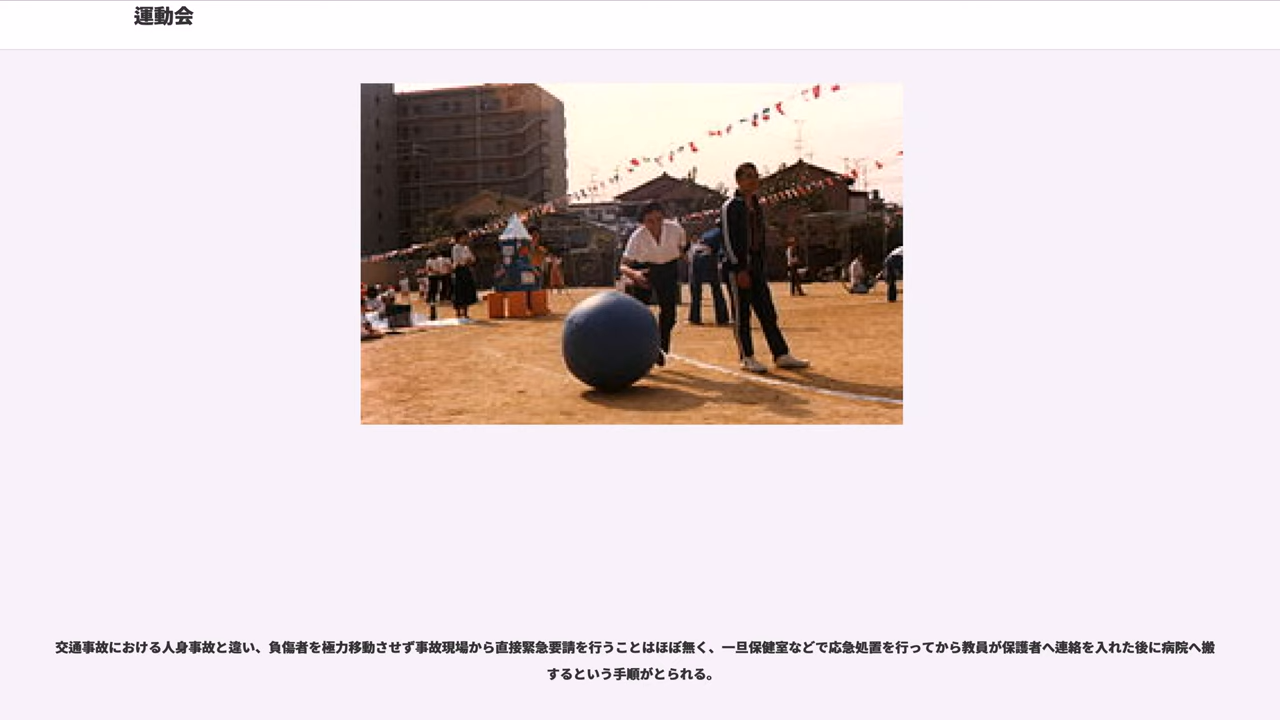 運動会
交通事故における人身事故と違い、負傷者を極力移動させず事故現場から直接緊急要請を行うことはほぼ無く、一旦保健室などで応急処置を行ってから教員が保護者へ連絡を入れた後に病院へ搬
するという手順がとられる。